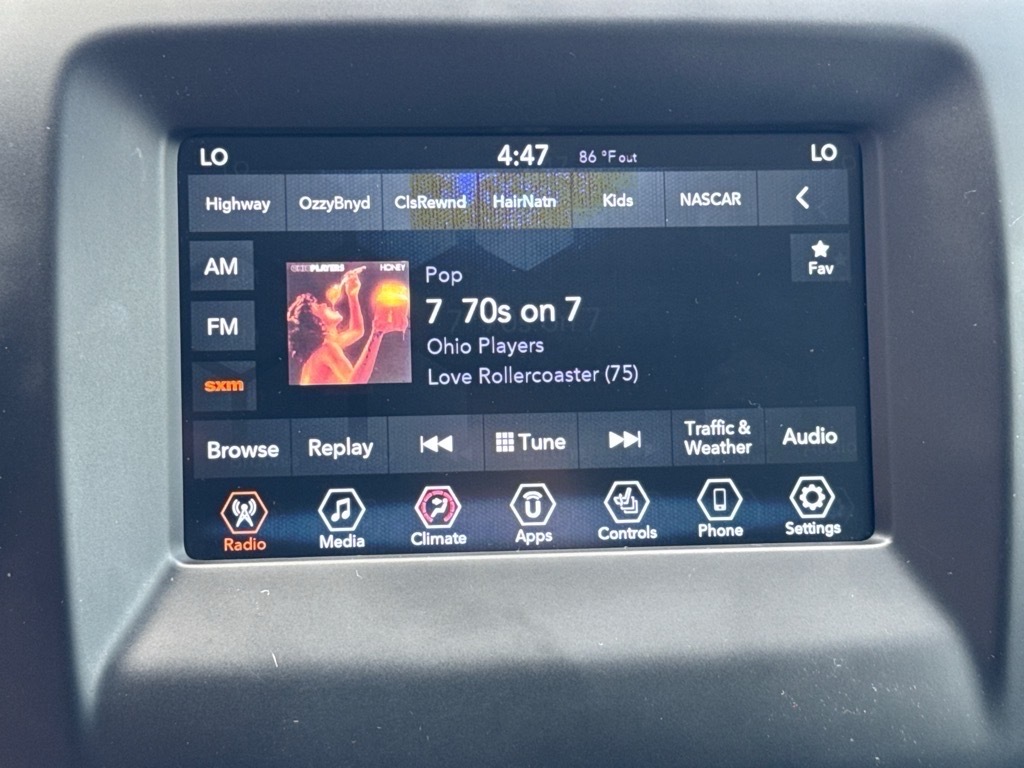 LO 4:47 86 °F out LO
Highway OzzyBnyd ClsRewnd HairNatn Kids NASCAR
AM
FM
sxm
OHIO PLAYERS HONEY
Pop
7 70s on 7
Ohio Players
Love Rollercoaster (75)
Fav
Browse Replay Tune Traffic & Weather Audio
Radio Media Climate Apps Controls Phone Settings